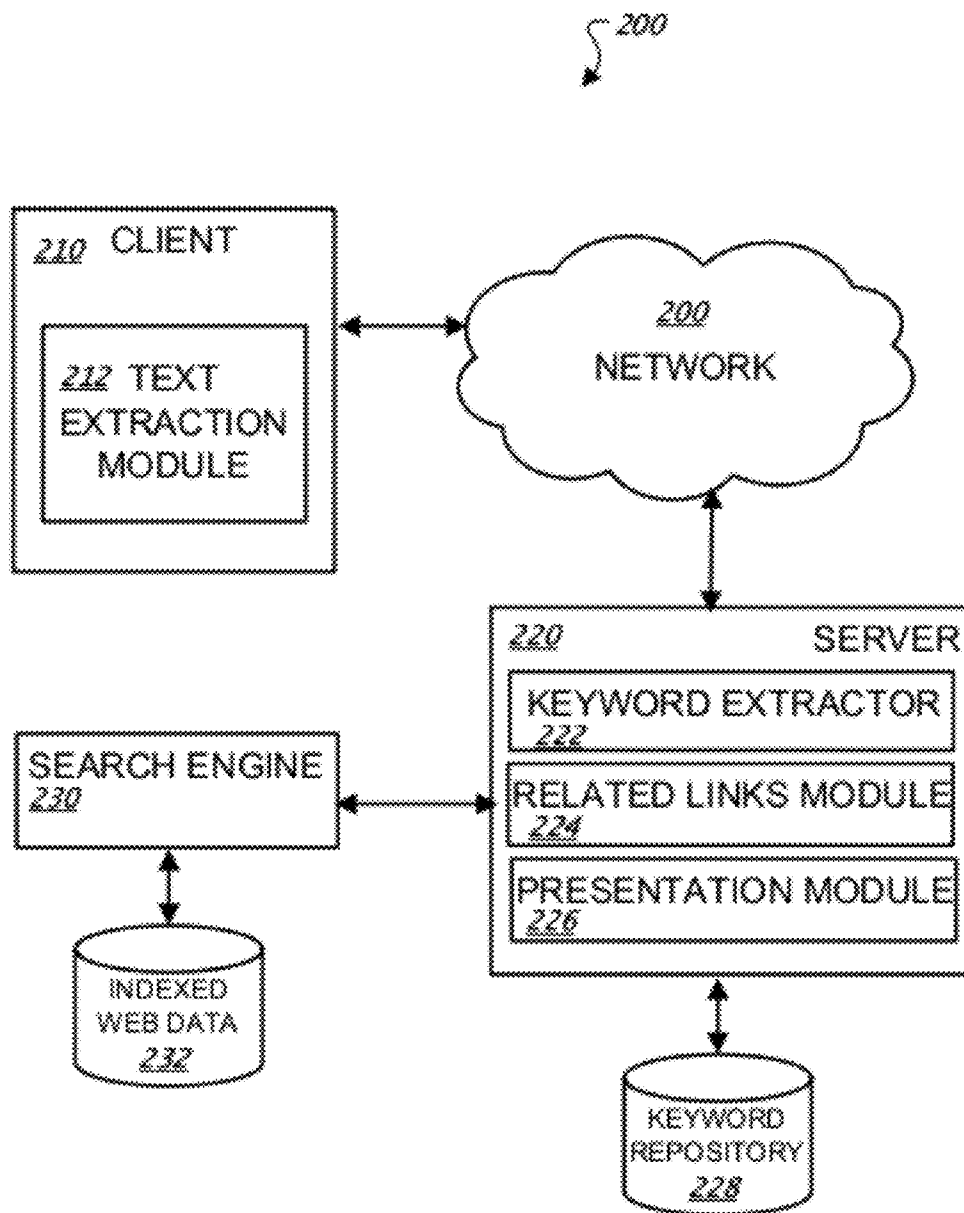 200
210 CLIENT
212 TEXT
EXTRACTION
MODULE
200
NETWORK
220 SERVER
KEYWORD EXTRACTOR
222
RELATED LINKS MODULE
224
PRESENTATION MODULE
226
SEARCH ENGINE
230
INDEXED
WEB DATA
232
KEYWORD
REPOSITORY
228